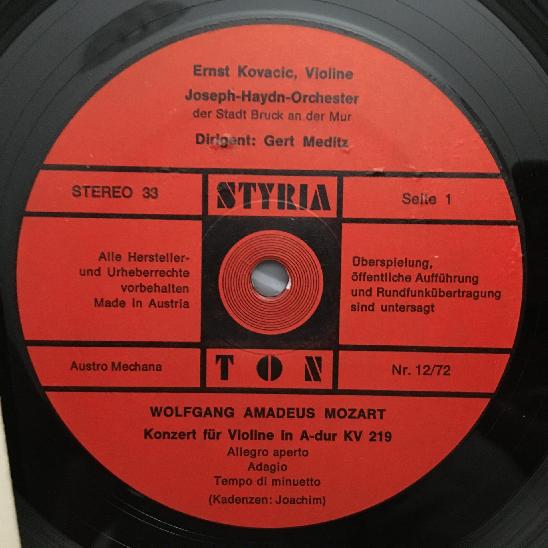 Ernst Kovacic, Violine
Joseph-Haydn-Orchester
der Stadt Bruck an der Mur
Dirigent: Gert Meditz
STEREO 33
STYRIA
Seite 1
Alle Hersteller-
und Urheberrechte
vorbehalten
Made in Austria
Überspielung,
öffentliche Aufführung
und Rundfunkübertragung
sind untersagt
Austro Mechana
TON
Nr. 12/72
WOLFGANG AMADEUS MOZART
Konzert für Violine in A-dur KV 219
Allegro aperto
Adagio
Tempo di minuetto
(Kadenzen: Joachim)